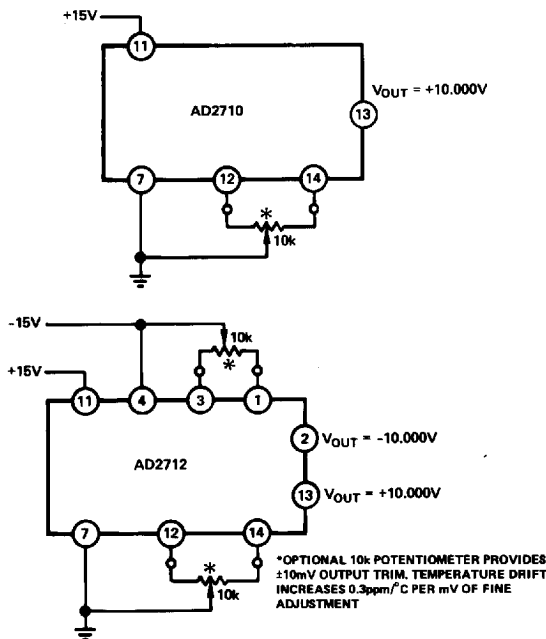 +15V
11
AD2710
VOUT = +10.000V
13
7
12
14
*
10k
-15V
10k
*
+15V
11
4
3
1
2
VOUT = -10.000V
AD2712
13
VOUT = +10.000V
7
12
14
*
10k
*OPTIONAL 10k POTENTIOMETER PROVIDES
±10mV OUTPUT TRIM. TEMPERATURE DRIFT
INCREASES 0.3ppm/°C PER mV OF FINE
ADJUSTMENT